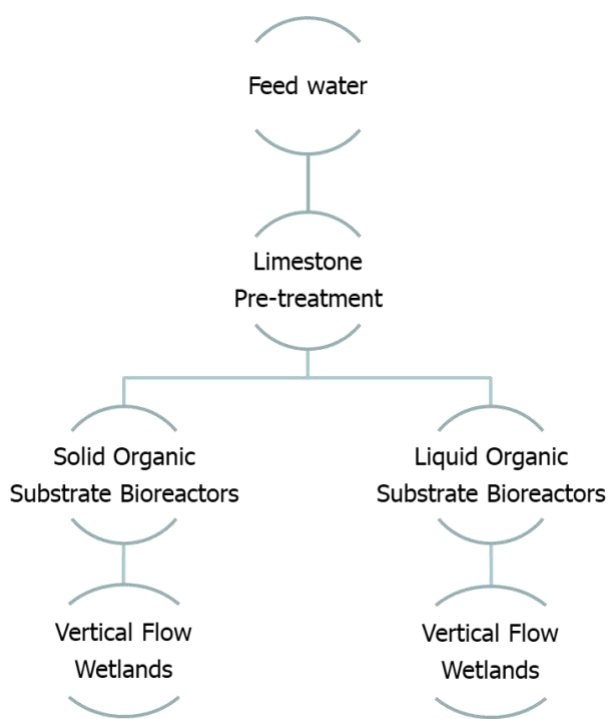 Feed water
Limestone
Pre-treatment
Solid Organic
Substrate Bioreactors
Liquid Organic
Substrate Bioreactors
Vertical Flow
Wetlands
Vertical Flow
Wetlands